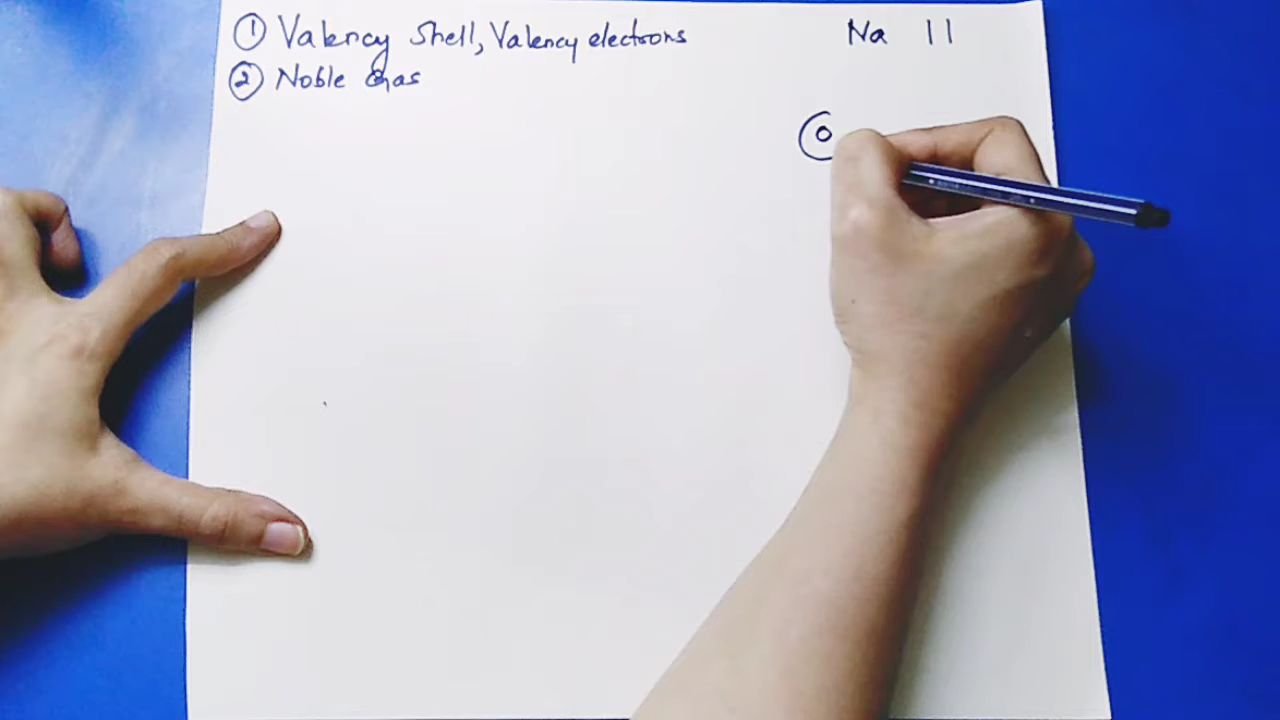 ① Valency Shell, Valency electrons
Na 11
② Noble Gas